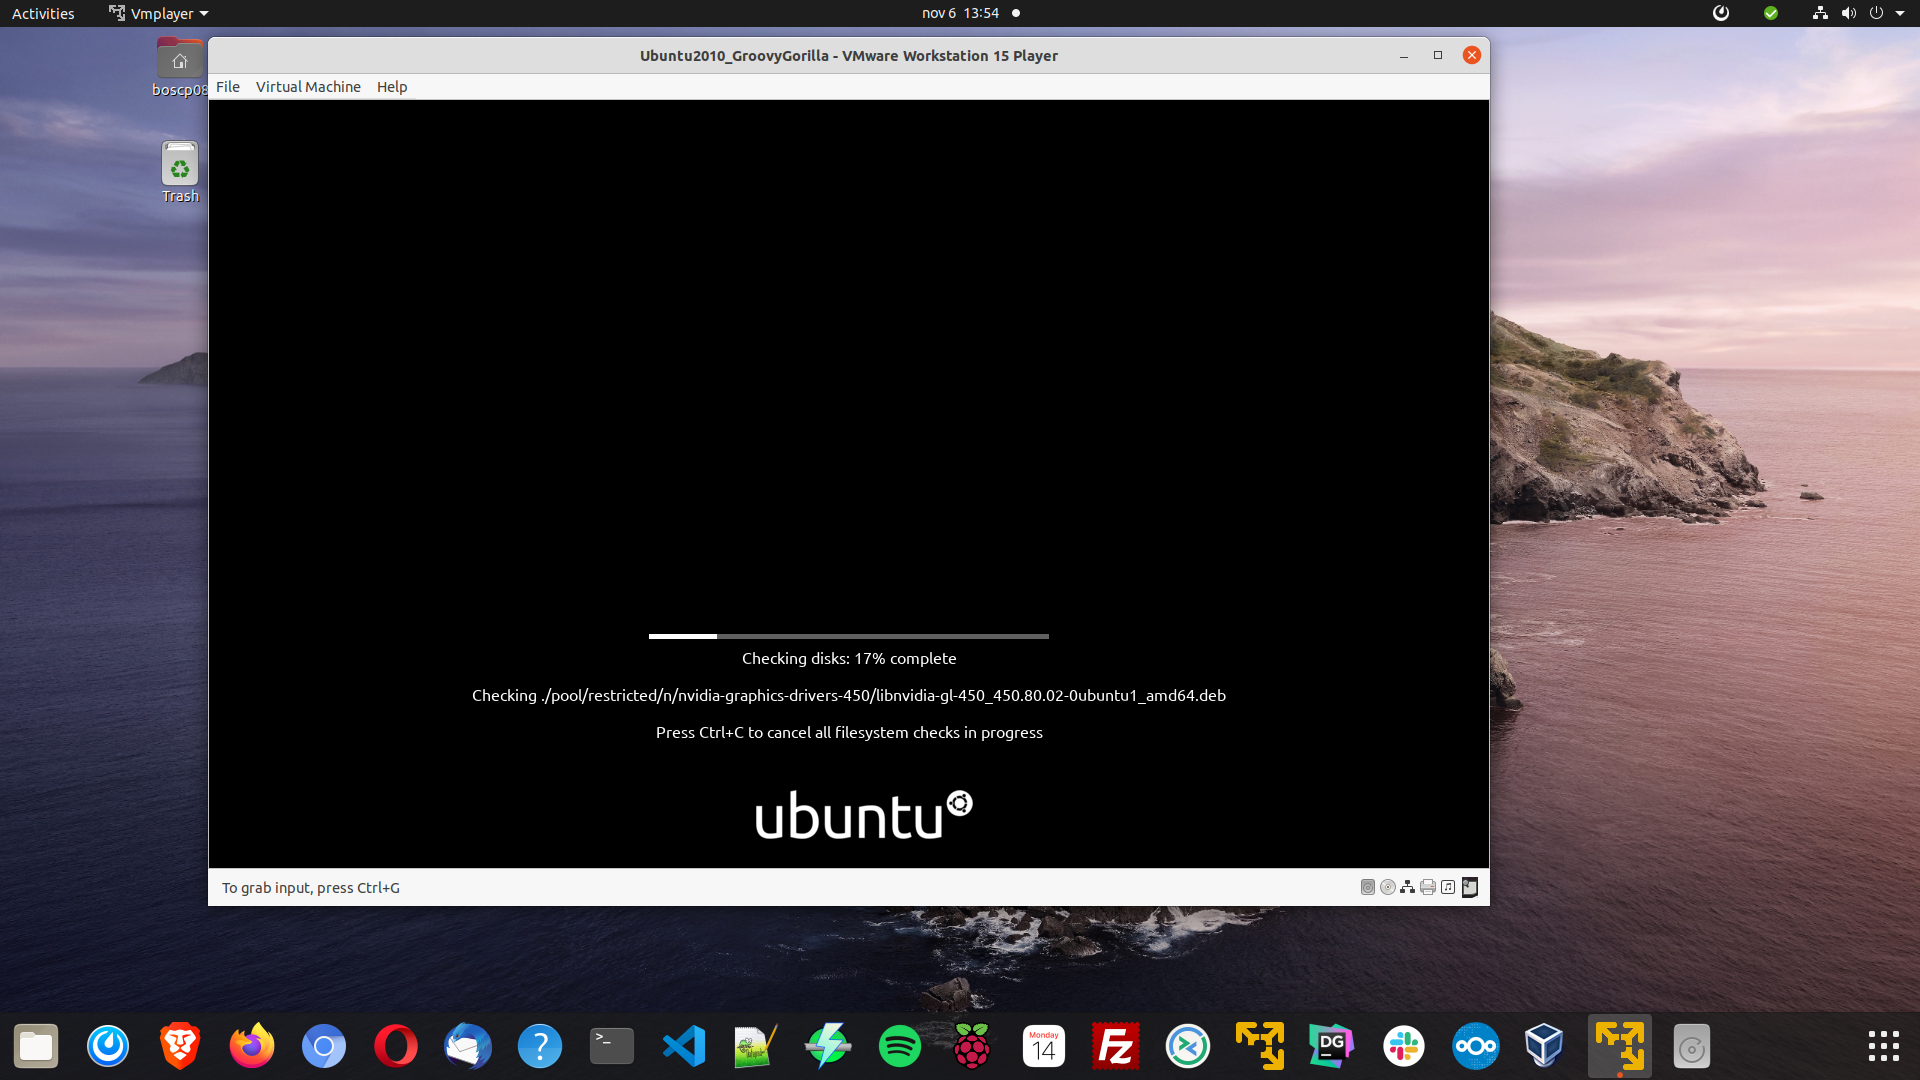 Activities
Vmplayer
nov 6 13:54
boscp08
Trash
Ubuntu2010_GroovyGorilla - VMware Workstation 15 Player
File Virtual Machine Help
Checking disks: 17% complete
Checking ./pool/restricted/n/nvidia-graphics-drivers-450/libnvidia-gl-450_450.80.02-0ubuntu1_amd64.deb
Press Ctrl+C to cancel all filesystem checks in progress
ubuntu
To grab input, press Ctrl+G
?
>_
Monday
14
Fz
DG